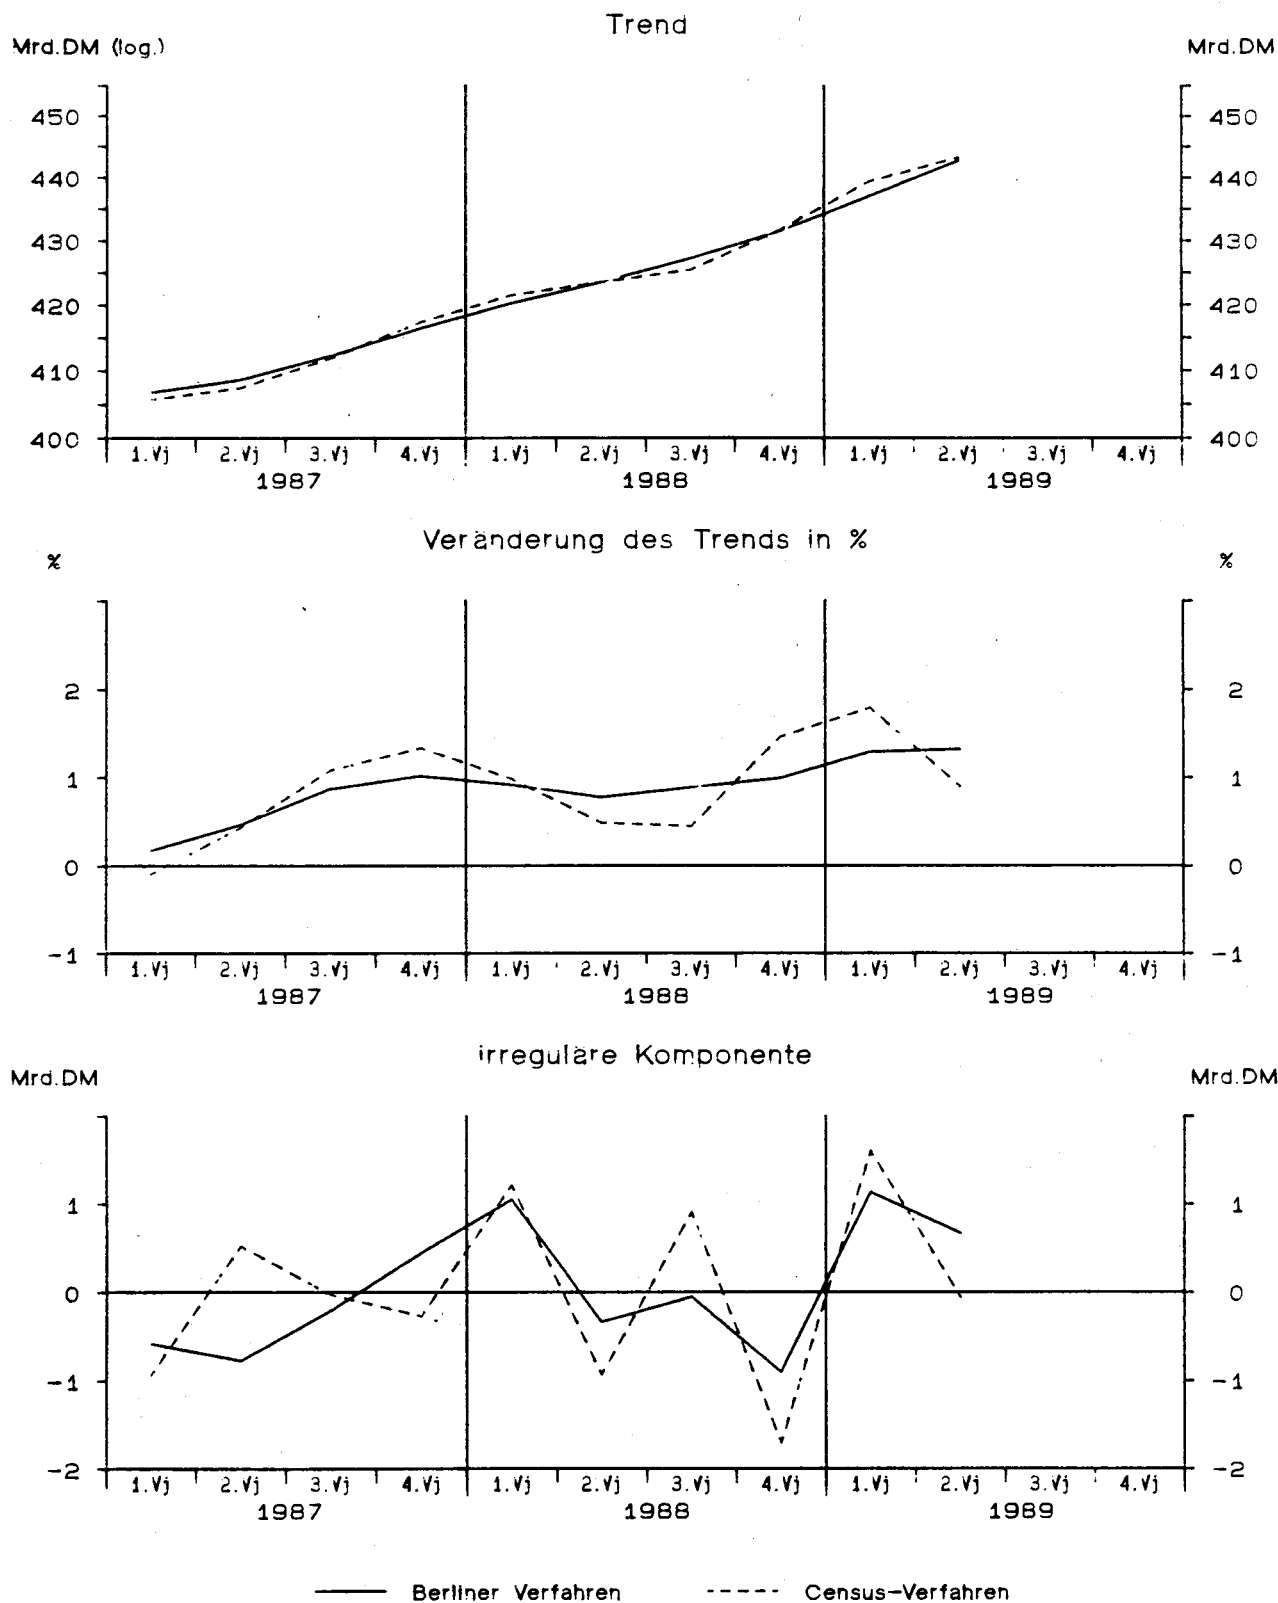 Trend
Mrd.DM (log.) Mrd.DM
450 450
440 440
430 430
420 420
410 410
400 400
1.Vj 2.Vj 3.Vj 4.Vj 1.Vj 2.Vj 3.Vj 4.Vj 1.Vj 2.Vj 3.Vj 4.Vj
1987 1988 1989
Veränderung des Trends in %
% %
2 2
1 1
0 0
-1 -1
1.Vj 2.Vj 3.Vj 4.Vj 1.Vj 2.Vj 3.Vj 4.Vj 1.Vj 2.Vj 3.Vj 4.Vj
1987 1988 1989
irreguläre Komponente
Mrd.DM Mrd.DM
1 1
0 0
-1 -1
-2 -2
1.Vj 2.Vj 3.Vj 4.Vj 1.Vj 2.Vj 3.Vj 4.Vj 1.Vj 2.Vj 3.Vj 4.Vj
1987 1988 1989
Berliner Verfahren Census-Verfahren